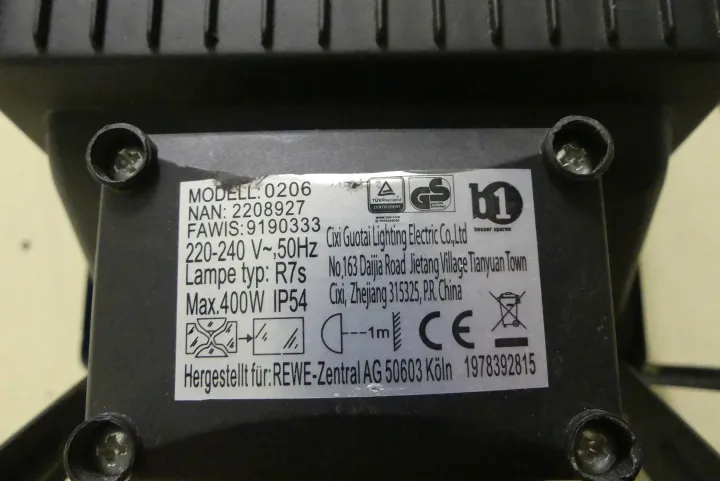 MODELL: 0206
NAN: 2208927
FAWIS: 9190333
220-240 V~, 50Hz
Lampe typ: R7s
Max. 400W IP54
TÜVRheinland
GS
b1
besser sparen
Cixi Guotai Lighting Electric Co., Ltd
No, 163 Daijia Road Jietang Village Tianyuan Town
Cixi, Zhejiang 315325, P.R. China
1m
CE
Hergestellt für: REWE-Zentral AG 50603 Köln 1978392815